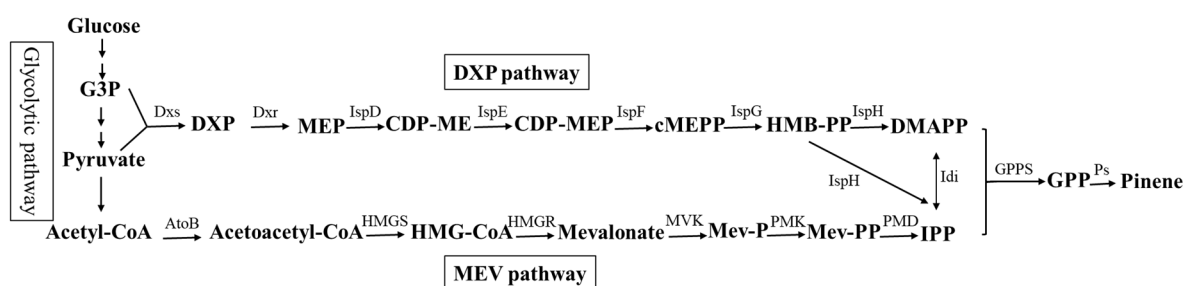 Glucose
Glycolytic pathway
DXP pathway
G3P
Dxs
DXP
Dxr
MEP
IspD
CDP-ME
IspE
CDP-MEP
IspF
cMEPP
IspG
HMB-PP
IspH
DMAPP
Pyruvate
IspH
Idi
GPPS
GPP
Ps
Pinene
Acetyl-CoA
AtoB
Acetoacetyl-CoA
HMGS
HMG-CoA
HMGR
Mevalonate
MVK
Mev-P
PMK
Mev-PP
PMD
IPP
MEV pathway